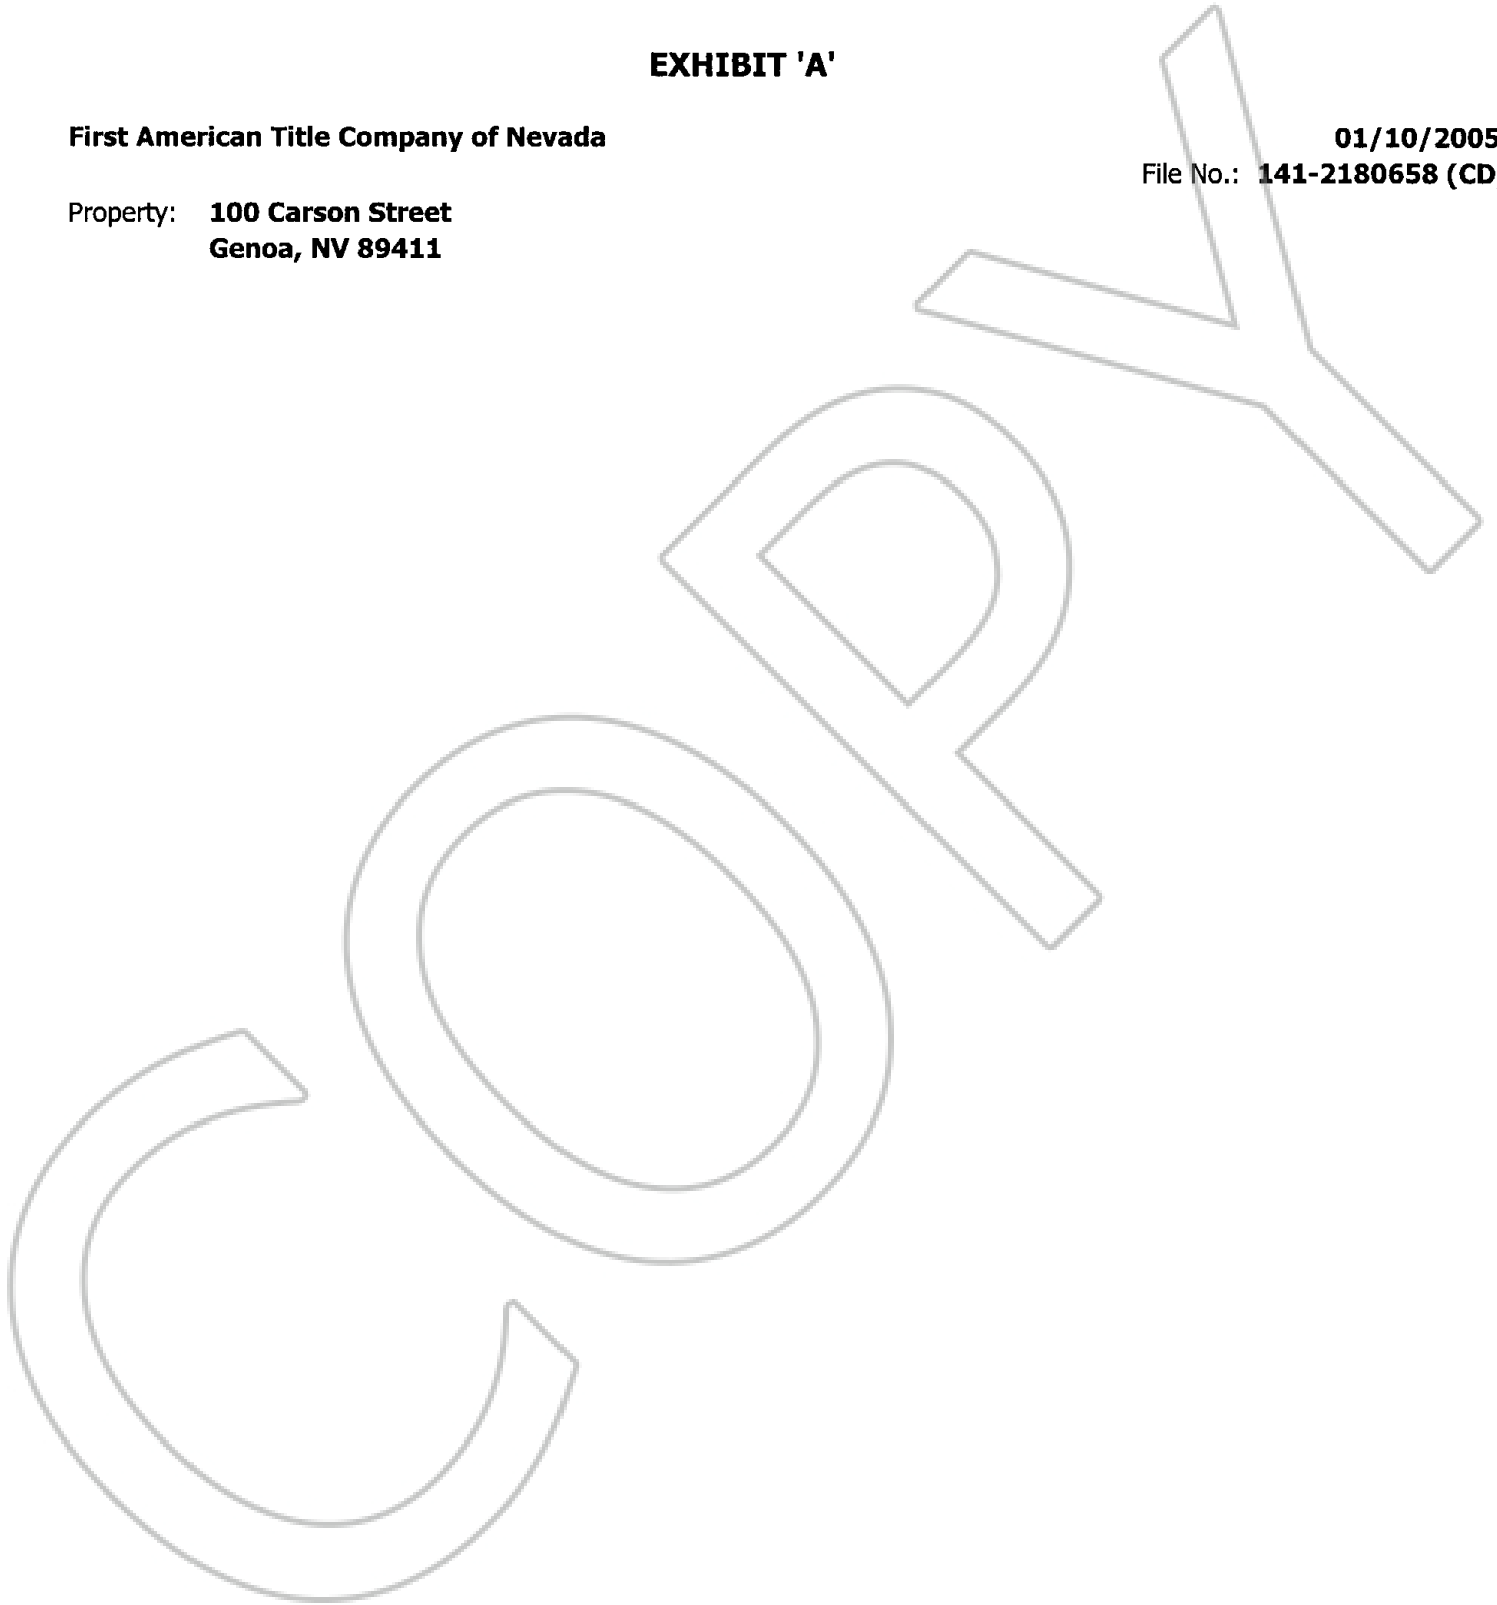 EXHIBIT 'A'
First American Title Company of Nevada
01/10/2005
File No.: 141-2180658 (CD
Property: 100 Carson Street
Genoa, NV 89411
COPY